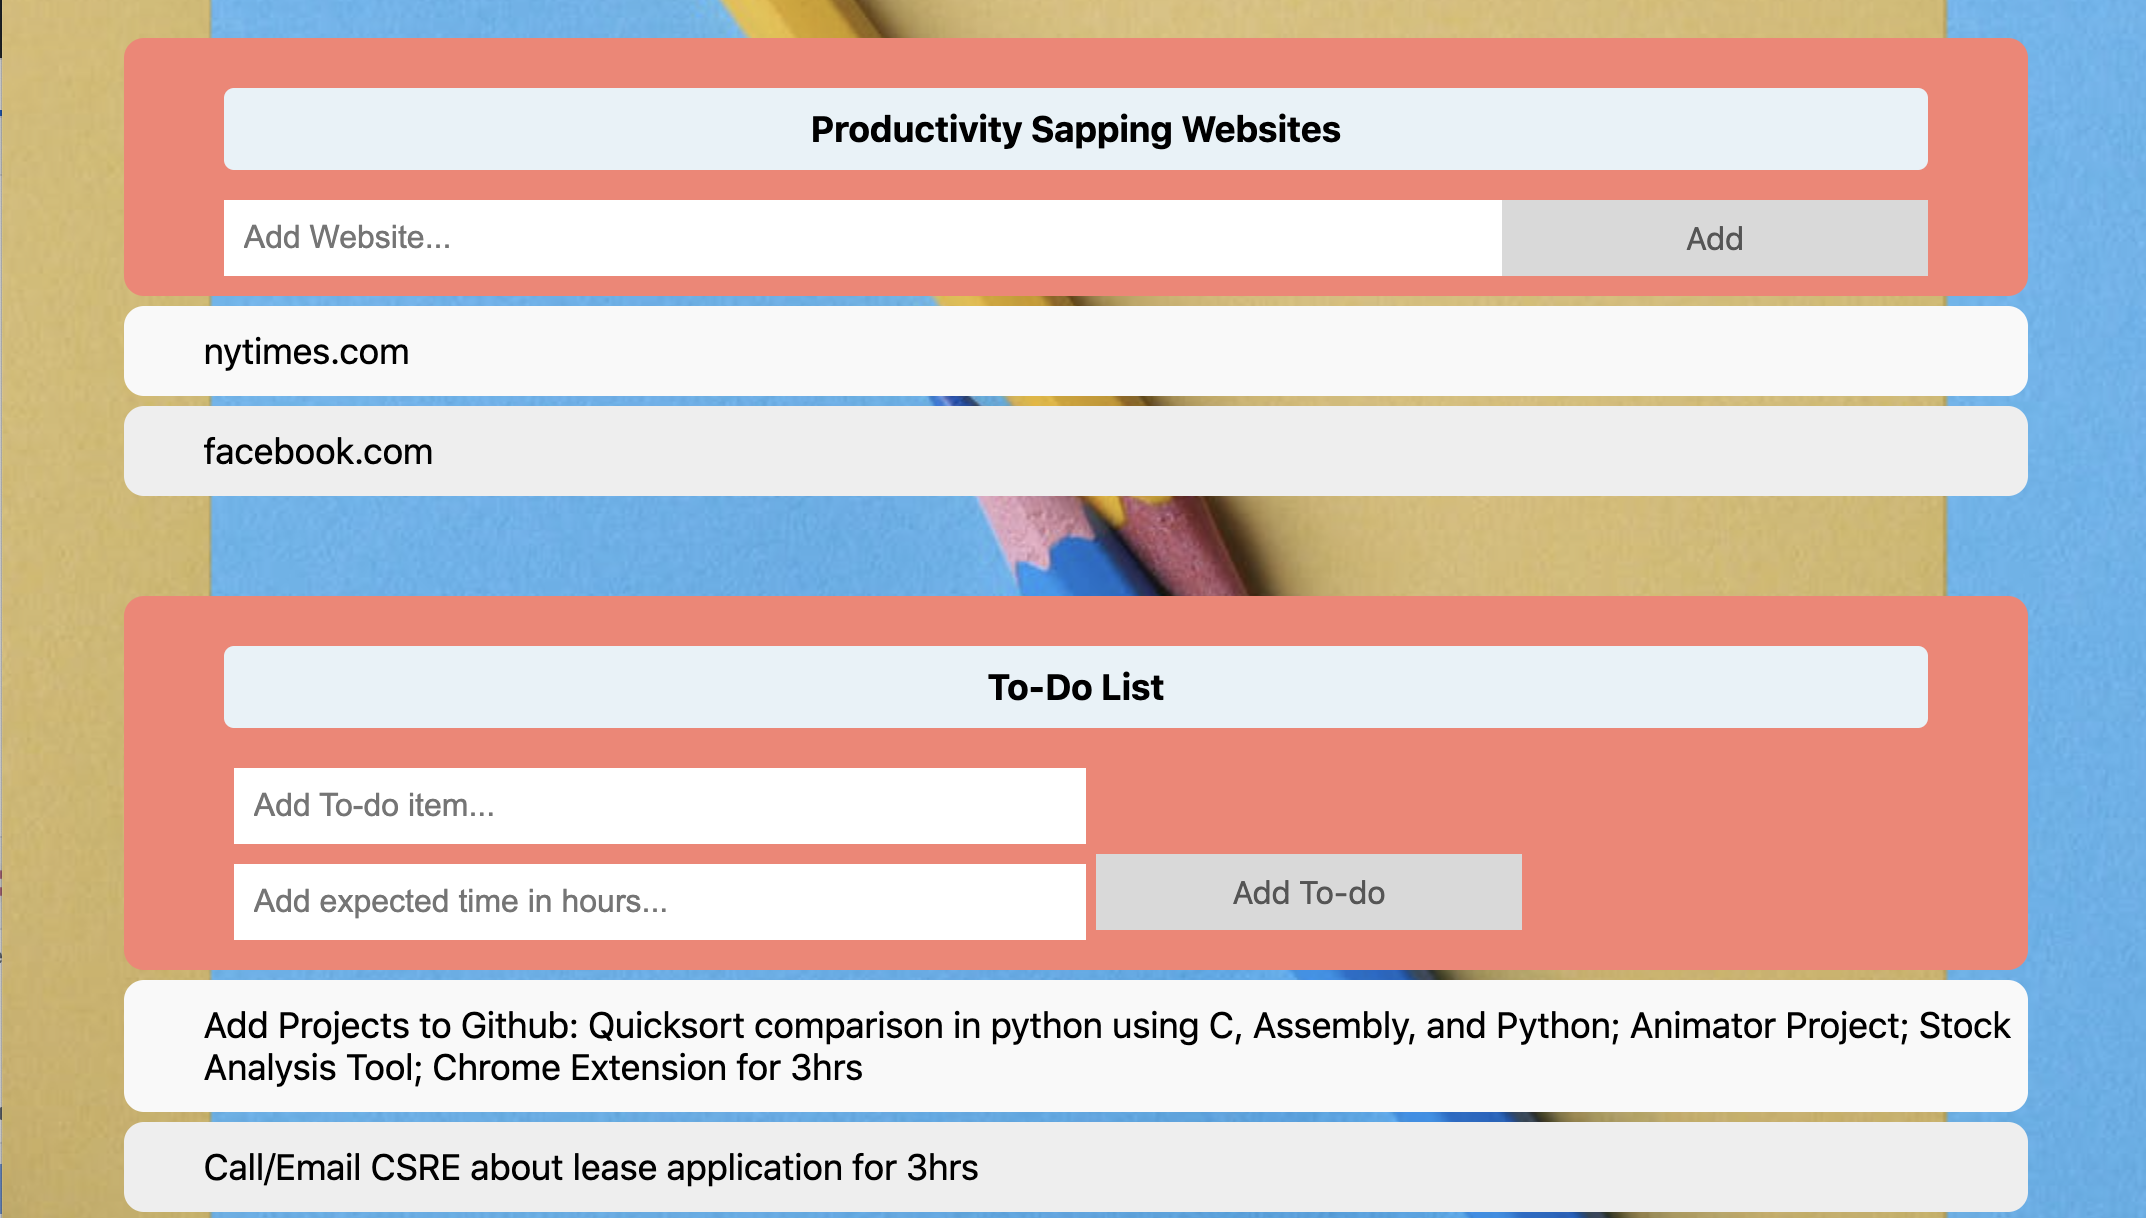 Productivity Sapping Websites
Add Website...
Add
nytimes.com
facebook.com
To-Do List
Add To-do item...
Add expected time in hours...
Add To-do
Add Projects to Github: Quicksort comparison in python using C, Assembly, and Python; Animator Project; Stock
Analysis Tool; Chrome Extension for 3hrs
Call/Email CSRE about lease application for 3hrs